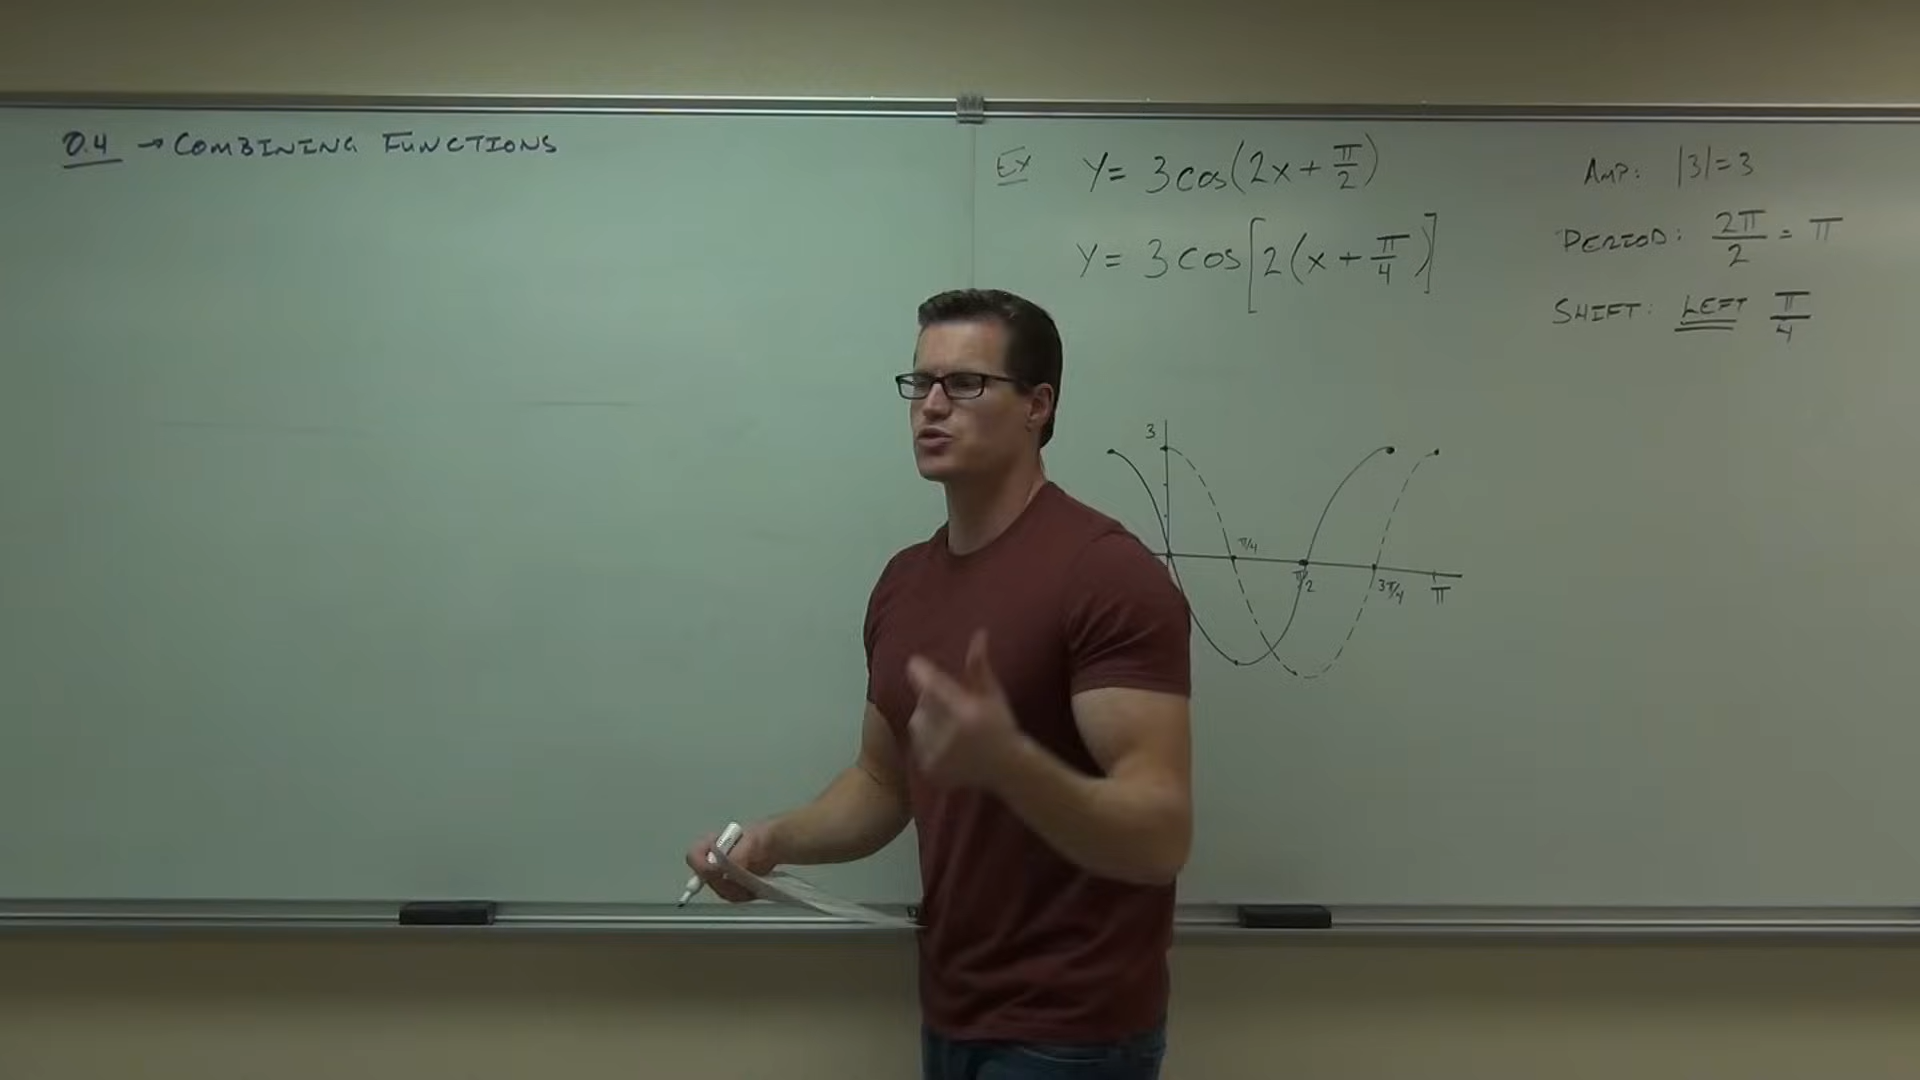 0.4 → COMBINING FUNCTIONS
EX Y = 3cos(2x + π/2)
Y = 3cos[2(x + π/4)]
AMP: |3| = 3
PERIOD: 2π/2 = π
SHIFT: LEFT π/4
3
π/4
π/2
3π/4
π